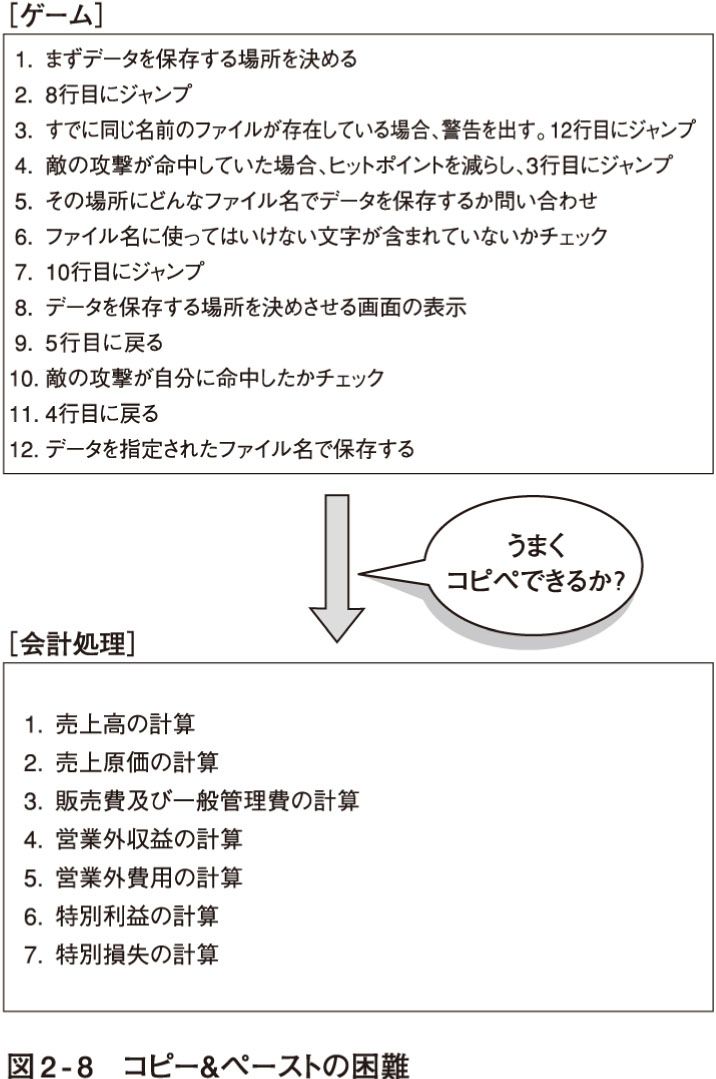 ［ゲーム］
1. まずデータを保存する場所を決める
2. 8行目にジャンプ
3. すでに同じ名前のファイルが存在している場合、警告を出す。12行目にジャンプ
4. 敵の攻撃が命中していた場合、ヒットポイントを減らし、3行目にジャンプ
5. その場所にどんなファイル名でデータを保存するか問い合わせ
6. ファイル名に使ってはいけない文字が含まれていないかチェック
7. 10行目にジャンプ
8. データを保存する場所を決めさせる画面の表示
9. 5行目に戻る
10. 敵の攻撃が自分に命中したかチェック
11. 4行目に戻る
12. データを指定されたファイル名で保存する
うまく
コピペできるか?
［会計処理］
1. 売上高の計算
2. 売上原価の計算
3. 販売費及び一般管理費の計算
4. 営業外収益の計算
5. 営業外費用の計算
6. 特別利益の計算
7. 特別損失の計算
図2-8 コピー&ペーストの困難